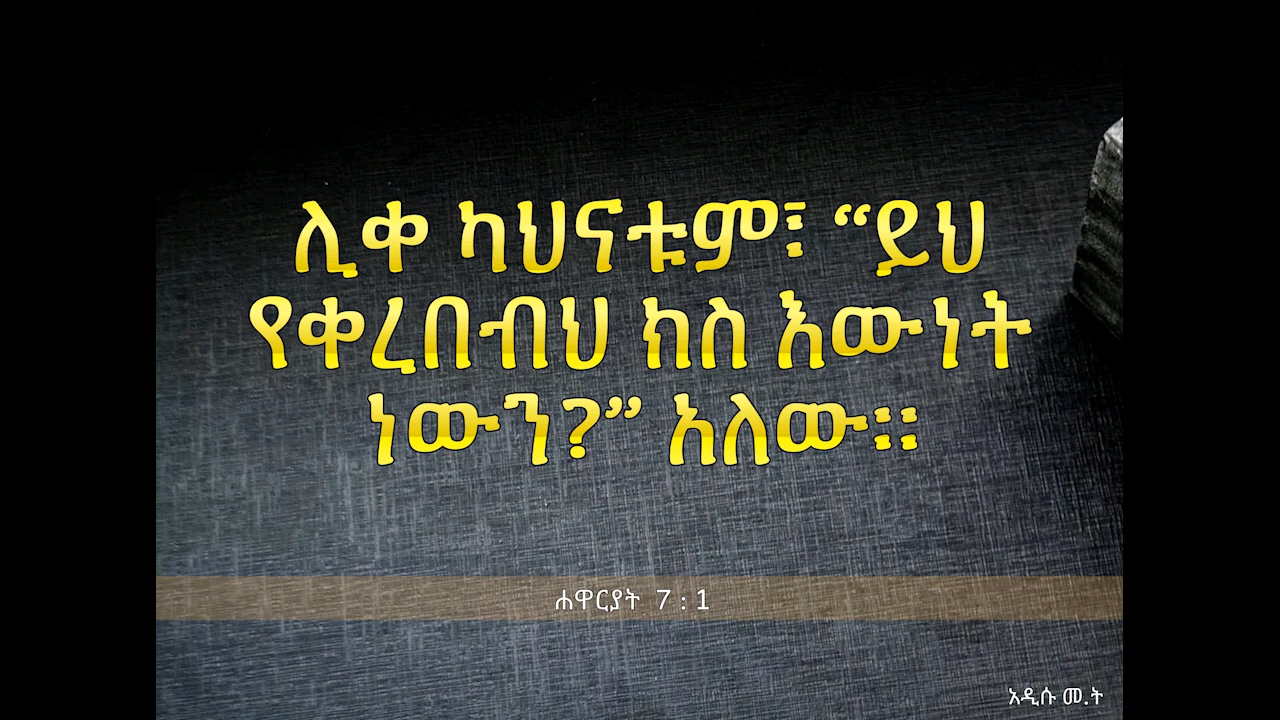 ሊቀ ካህናቱም፣ “ይህ
የቀረበብህ ክስ እውነት
ነውን?” አለው።
ሐዋርያት 7 : 1
አዲሱ መ.ት